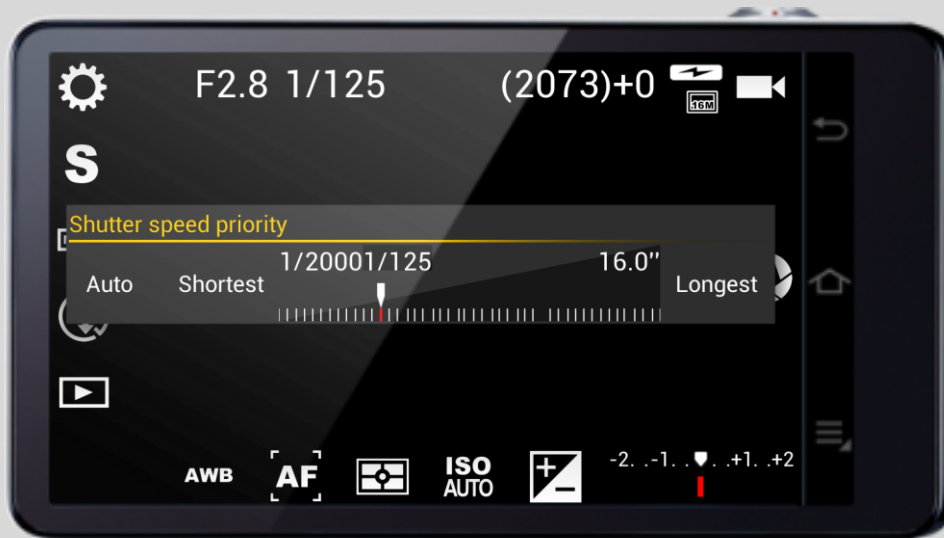 F2.8 1/125 (2073)+0
16M
S
Shutter speed priority
1/20001/125 16.0''
Auto Shortest Longest
AWB AF ISO AUTO +- -2. .-1. . . .+1. .+2